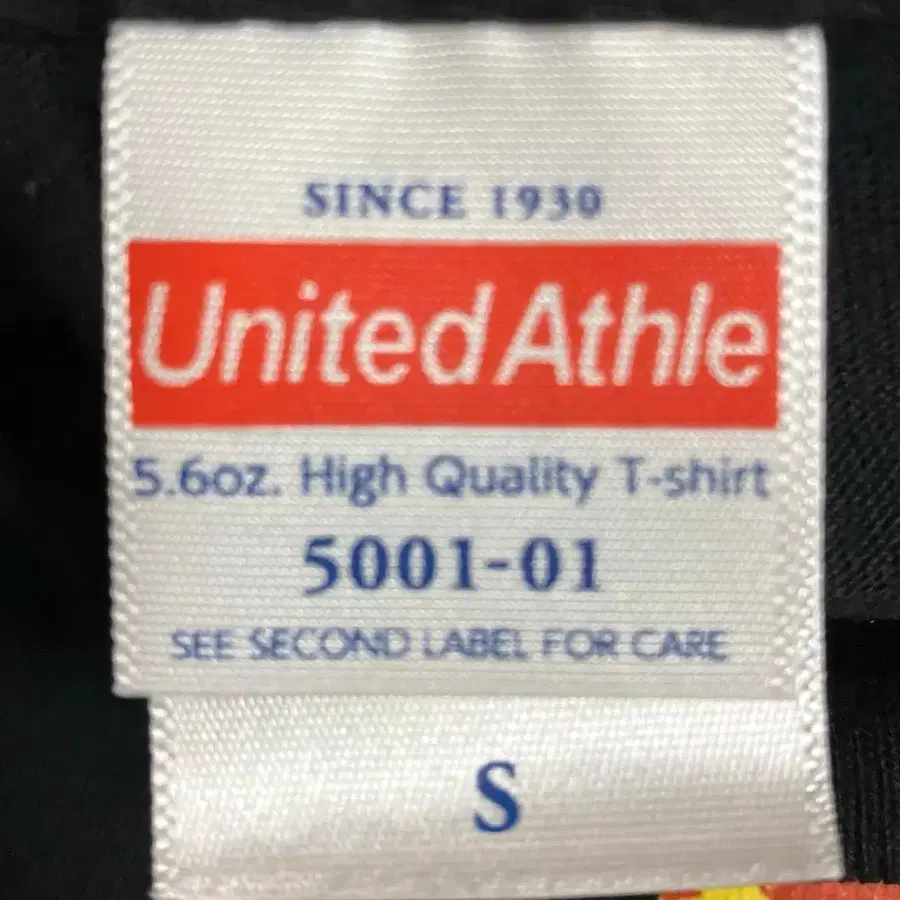 SINCE 1930
United Athle
5.6oz. High Quality T-shirt
5001-01
SEE SECOND LABEL FOR CARE
S